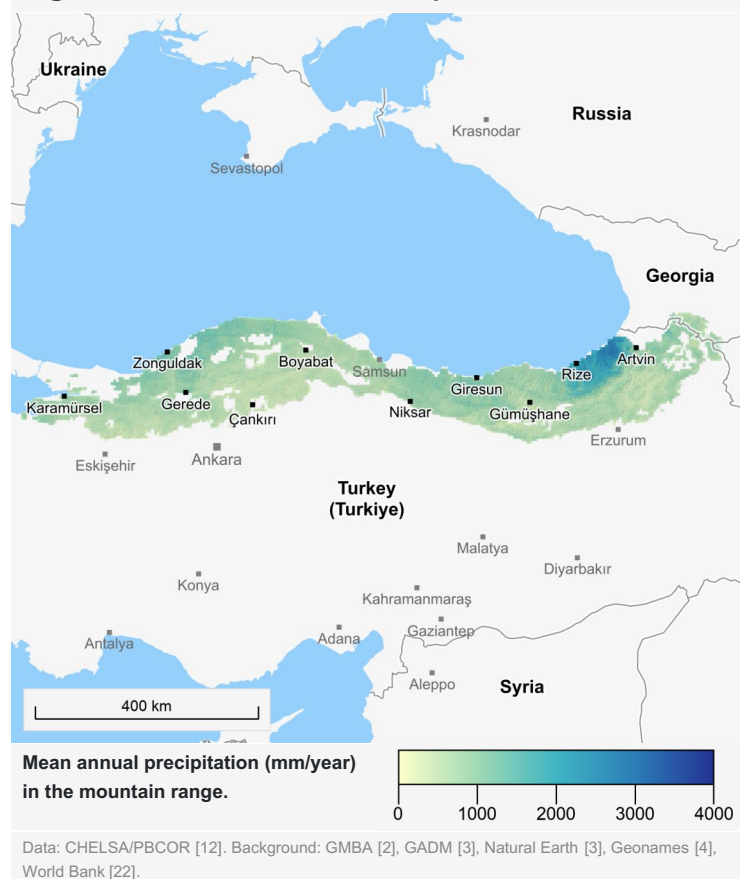 Ukraine
Russia
Krasnodar
Sevastopol
Georgia
Zonguldak
Boyabat
Samsun
Artvin
Rize
Giresun
Karamürsel
Gerede
Niksar
Gümüşhane
Çankırı
Erzurum
Eskişehir
Ankara
Turkey
(Turkiye)
Malatya
Diyarbakır
Konya
Kahramanmaraş
Gaziantep
Adana
Antalya
Aleppo
Syria
400 km
Mean annual precipitation (mm/year)
in the mountain range.
0 1000 2000 3000 4000
Data: CHELSA/PBCOR [12]. Background: GMBA [2], GADM [3], Natural Earth [3], Geonames [4],
World Bank [22].